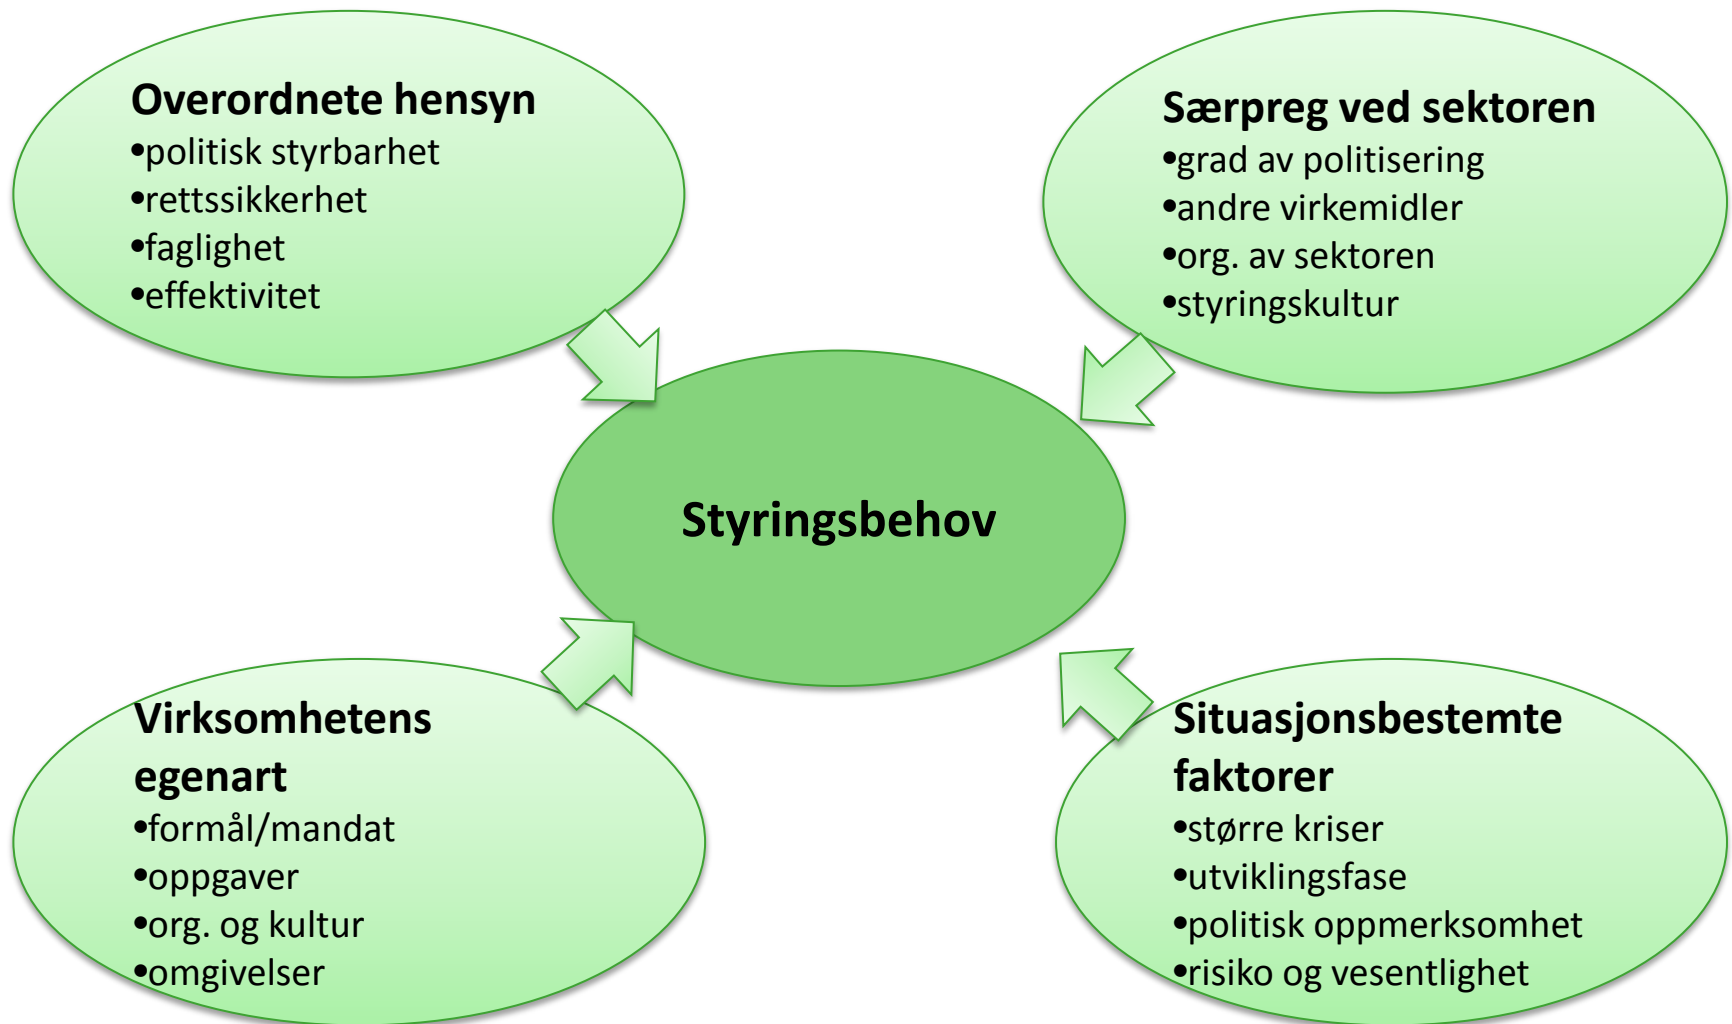 Overordnete hensyn
•politisk styrbarhet
•rettssikkerhet
•faglighet
•effektivitet
Særpreg ved sektoren
•grad av politisering
•andre virkemidler
•org. av sektoren
•styringskultur
Styringsbehov
Virksomhetens
egenart
•formål/mandat
•oppgaver
•org. og kultur
•omgivelser
Situasjonsbestemte
faktorer
•større kriser
•utviklingsfase
•politisk oppmerksomhet
•risiko og vesentlighet